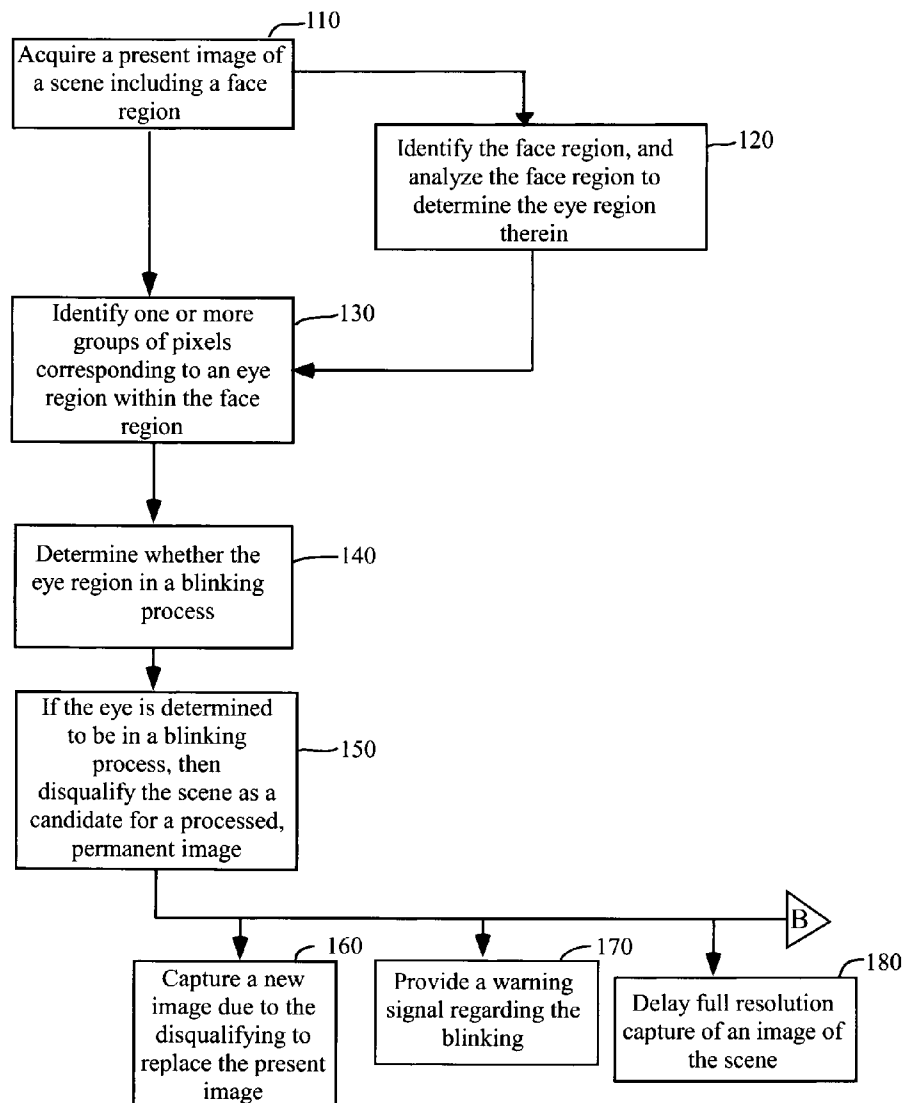 110
Acquire a present image of
a scene including a face
region
120
Identify the face region, and
analyze the face region to
determine the eye region
therein
130
Identify one or more
groups of pixels
corresponding to an eye
region within the face
region
140
Determine whether the
eye region in a blinking
process
150
If the eye is determined
to be in a blinking
process, then
disqualify the scene as a
candidate for a processed,
permanent image
B
160
Capture a new
image due to the
disqualifying to
replace the present
image
170
Provide a warning
signal regarding the
blinking
180
Delay full resolution
capture of an image of
the scene